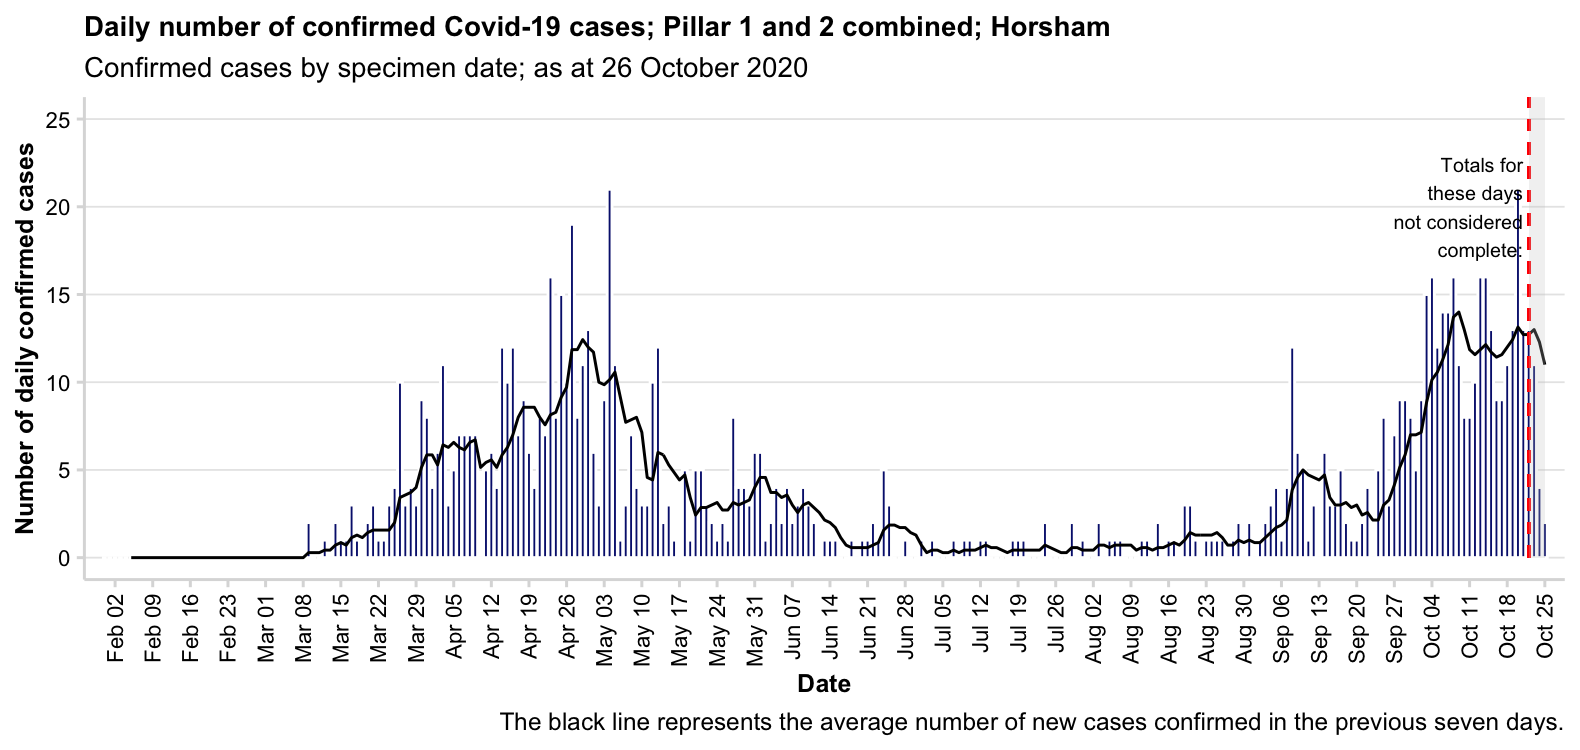 Daily number of confirmed Covid-19 cases; Pillar 1 and 2 combined; Horsham
Confirmed cases by specimen date; as at 26 October 2020
Number of daily confirmed cases
25
20
15
10
5
0
Totals for
these days
not considered
complete:
Feb 02
Feb 09
Feb 16
Feb 23
Mar 01
Mar 08
Mar 15
Mar 22
Mar 29
Apr 05
Apr 12
Apr 19
Apr 26
May 03
May 10
May 17
May 24
May 31
Jun 07
Jun 14
Jun 21
Jun 28
Jul 05
Jul 12
Jul 19
Jul 26
Aug 02
Aug 09
Aug 16
Aug 23
Aug 30
Sep 06
Sep 13
Sep 20
Sep 27
Oct 04
Oct 11
Oct 18
Oct 25
Date
The black line represents the average number of new cases confirmed in the previous seven days.